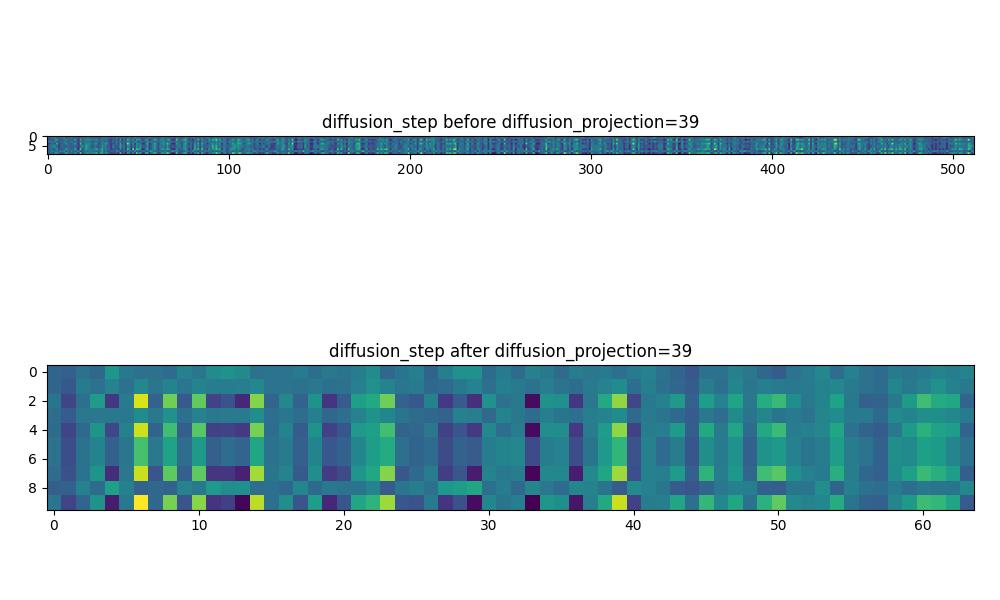 diffusion_step before diffusion_projection=39
0
5
0 100 200 300 400 500
diffusion_step after diffusion_projection=39
0
2
4
6
8
0 10 20 30 40 50 60